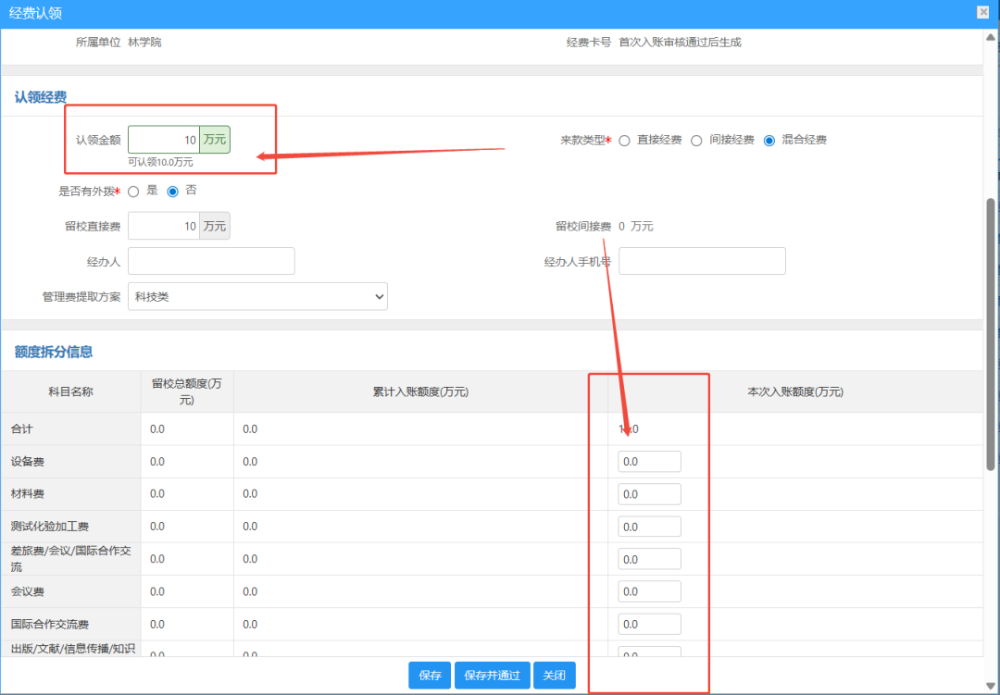 经费认领
所属单位 林学院 经费卡号 首次入账审核通过后生成
认领经费
认领金额 10 万元 来款类型* 直接经费 间接经费 混合经费
可认领10.0万元
是否有外拨* 是 否
留校直接费 10 万元 留校间接费 0 万元
经办人 经办人手机号
管理费提取方案 科技类
额度拆分信息
科目名称 留校总额度(万元) 累计入账额度(万元) 本次入账额度(万元)
合计 0.0 0.0
设备费 0.0 0.0 0.0
材料费 0.0 0.0 0.0
测试化验加工费 0.0 0.0 0.0
差旅费/会议/国际合作交流 0.0 0.0 0.0
会议费 0.0 0.0 0.0
国际合作交流费 0.0 0.0 0.0
出版/文献/信息传播/知识 0.0 0.0 0.0
保存 保存并通过 关闭